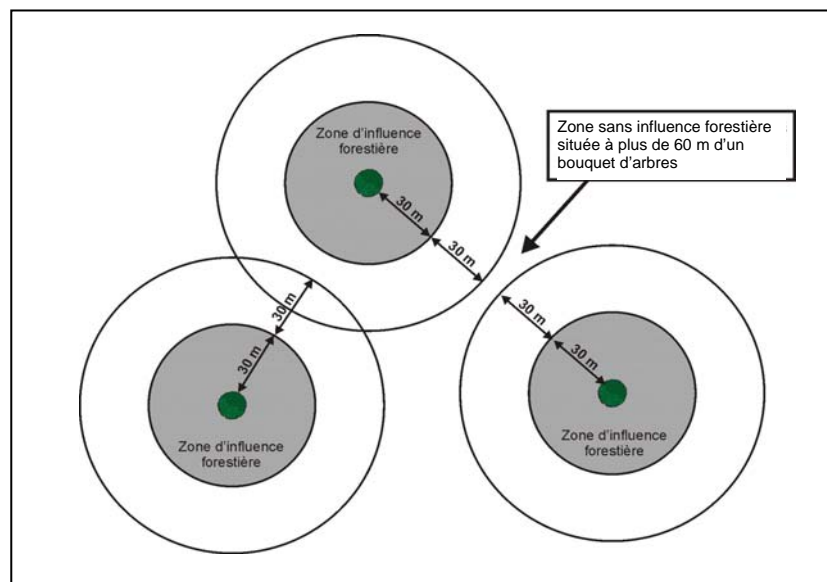 Zone d'influence
forestière
Zone sans influence forestière
située à plus de 60 m d'un
bouquet d'arbres
30 m
30 m
30 m
30 m
30 m
30 m
Zone d'influence
forestière
Zone d'influence
forestière